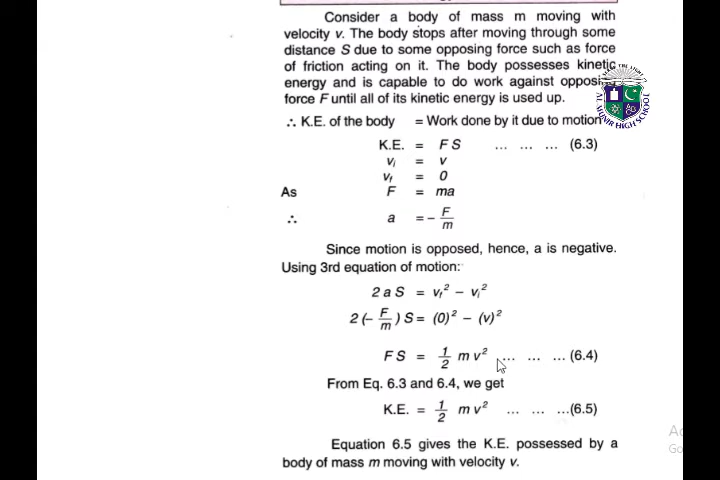 Consider a body of mass m moving with
velocity v. The body stops after moving through some
distance S due to some opposing force such as force
of friction acting on it. The body possesses kinetic
energy and is capable to do work against opposing
force F until all of its kinetic energy is used up.
∴ K.E. of the body = Work done by it due to motion
K.E. = F S ... ... ... (6.3)
vᵢ = v
v_f = 0
As F = ma
∴ a = − F/m
Since motion is opposed, hence, a is negative.
Using 3rd equation of motion:
2 a S = v_f² − vᵢ²
2 (− F/m) S = (0)² − (v)²
F S = 1/2 m v² ... ... ... (6.4)
From Eq. 6.3 and 6.4, we get
K.E. = 1/2 m v² ... ... ...(6.5)
Equation 6.5 gives the K.E. possessed by a
body of mass m moving with velocity v.
HIGH SCHOOL